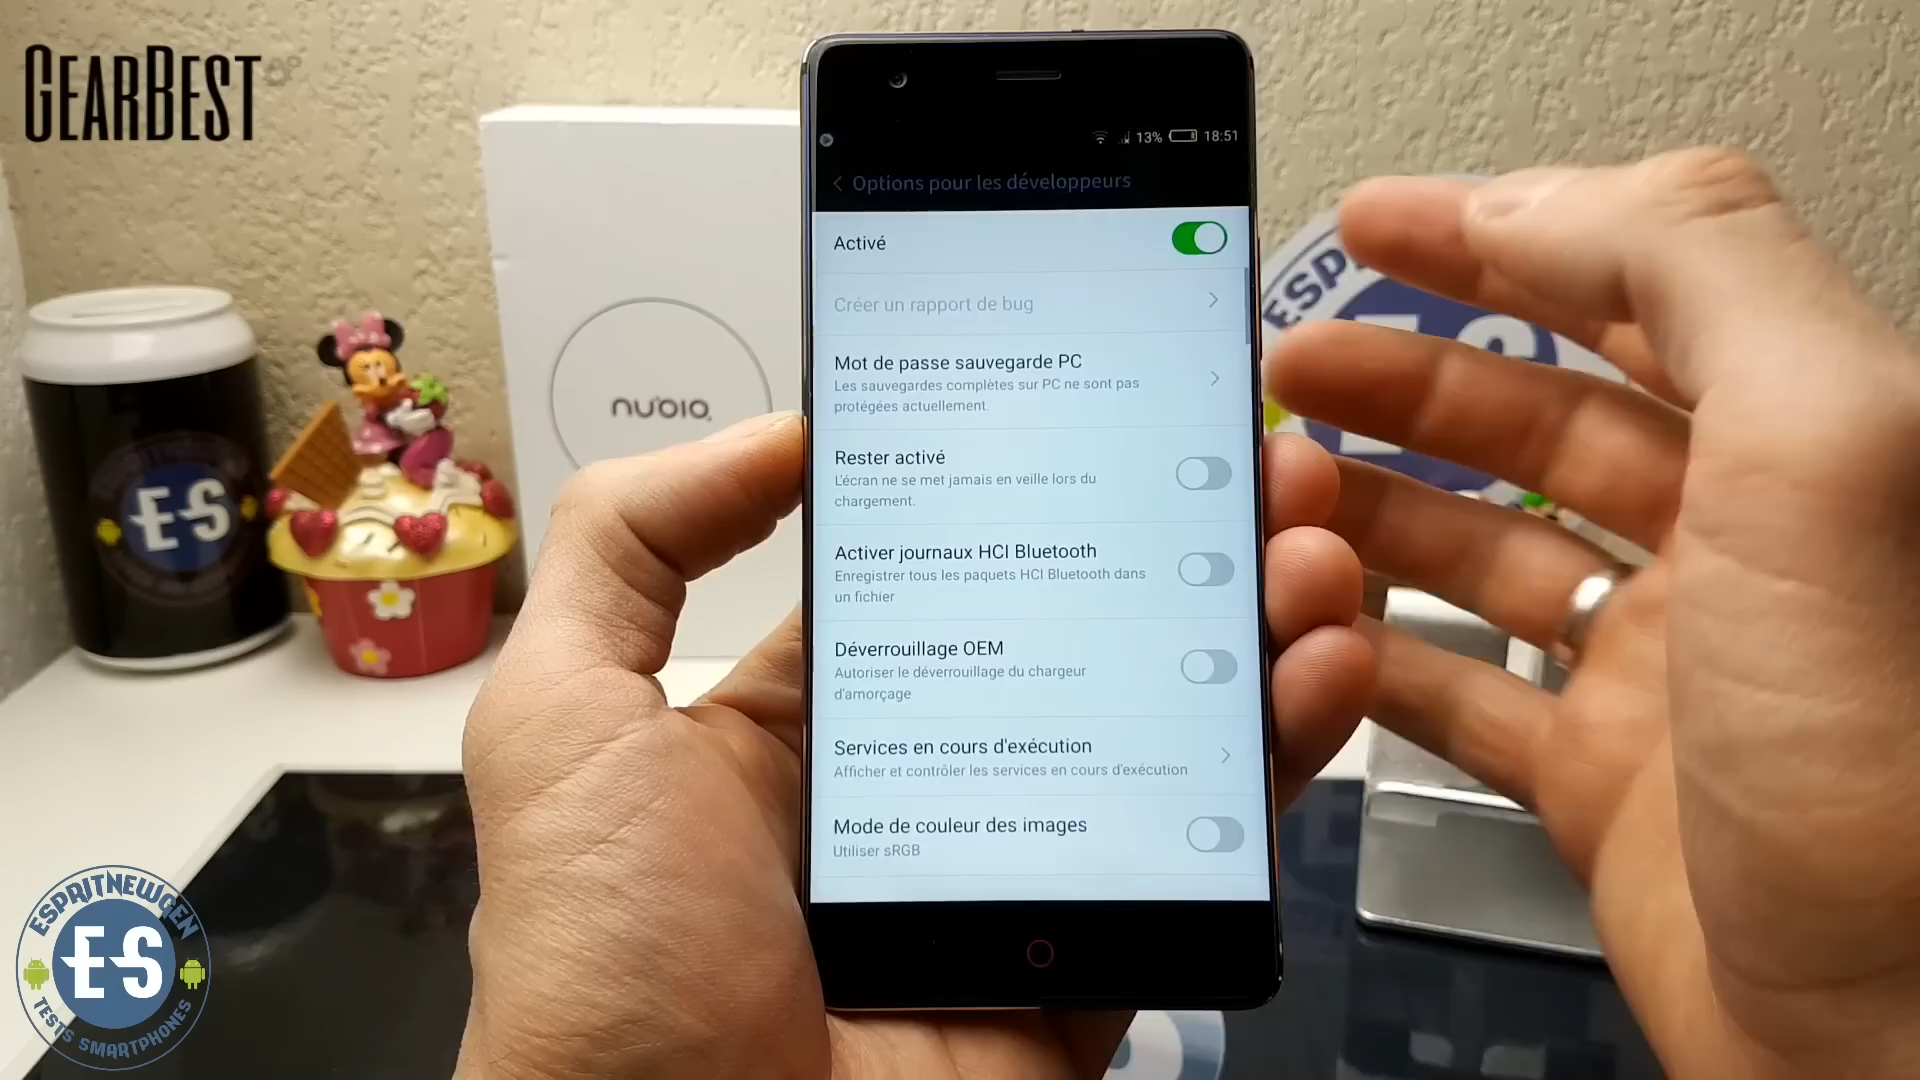 GEARBEST
13% 18:51
Options pour les développeurs
Activé
Créer un rapport de bug
Mot de passe sauvegarde PC
Les sauvegardes complètes sur PC ne sont pas
protégées actuellement.
Rester activé
L'écran ne se met jamais en veille lors du
chargement.
Activer journaux HCI Bluetooth
Enregistrer tous les paquets HCI Bluetooth dans
un fichier
Déverrouillage OEM
Autoriser le déverrouillage du chargeur
d'amorçage
Services en cours d'exécution
Afficher et contrôler les services en cours d'exécution
Mode de couleur des images
Utiliser sRGB
nubia
ESPRITNEWGEN
ES
ESP
ESPRITNEWGEN
ES
TESTS SMARTPHONES